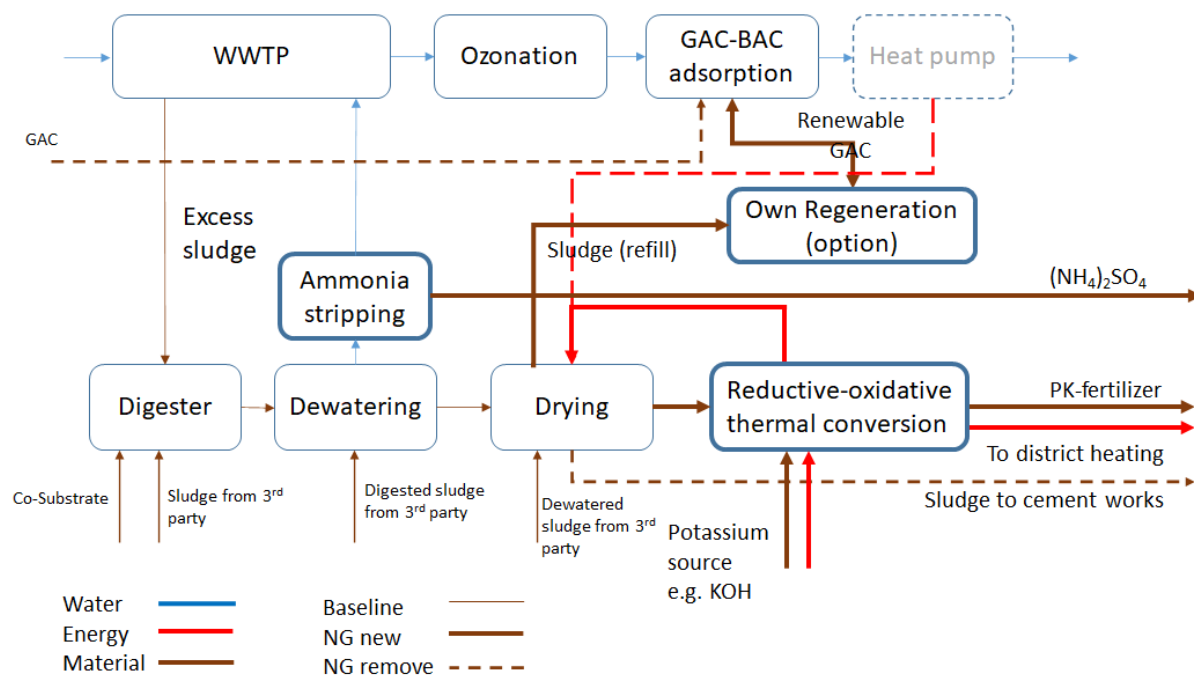 WWTP
Ozonation
GAC-BAC
adsorption
Heat pump
GAC
Renewable
GAC
Excess
sludge
Own Regeneration
(option)
Sludge (refill)
Ammonia
stripping
(NH4)2SO4
Digester
Dewatering
Drying
Reductive-oxidative
thermal conversion
PK-fertilizer
To district heating
Sludge to cement works
Co-Substrate
Sludge from 3rd
party
Digested sludge
from 3rd party
Dewatered
sludge from 3rd
party
Potassium
source
e.g. KOH
Water
Energy
Material
Baseline
NG new
NG remove